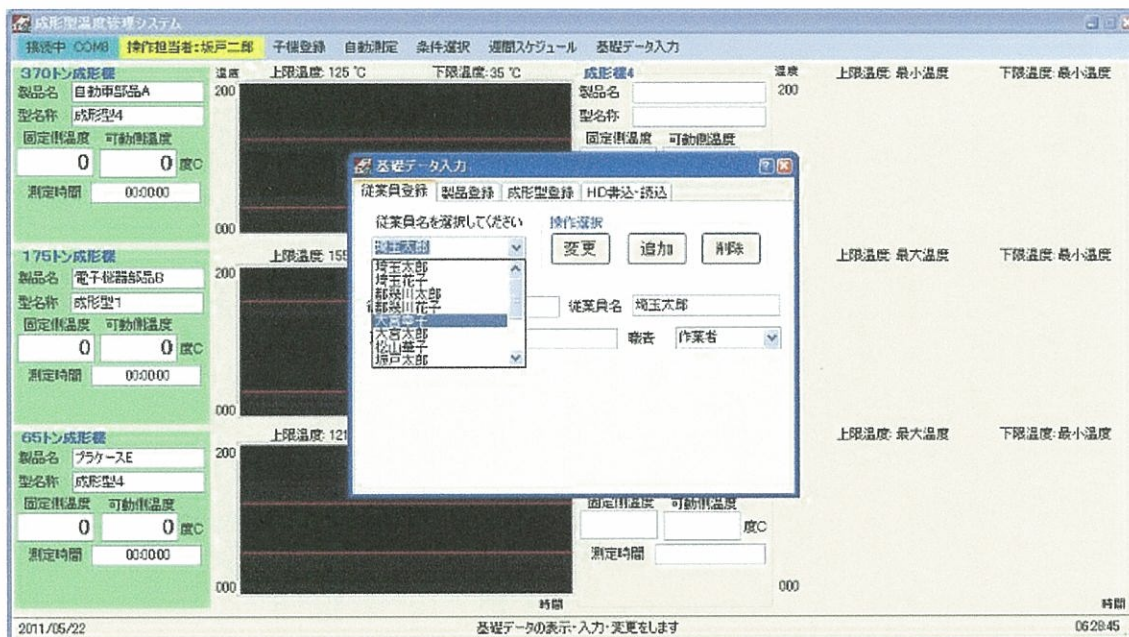 成形型温度管理システム
接続中 COM8 操作担当者:坂戸二郎 子機登録 自動測定 条件選択 週間スケジュール 基礎データ入力
370トン成形機
製品名 自動車部品A
型名称 成形型4
固定側温度 可動側温度
0 0 度C
測定時間 00:00:00
温度 上限温度:125 ℃ 下限温度:35 ℃
200
000
成形機4
製品名
型名称
固定側温度 可動側温度
温度 上限温度:最小温度 下限温度:最小温度
200
175トン成形機
製品名 電子機器部品B
型名称 成形型1
固定側温度 可動側温度
0 0 度C
測定時間 00:00:00
上限温度:155
200
000
上限温度:最大温度 下限温度:最小温度
65トン成形機
製品名 プラケースE
型名称 成形型4
固定側温度 可動側温度
0 0 度C
測定時間 00:00:00
上限温度:121
200
000
時間
上限温度:最大温度 下限温度:最小温度
固定側温度 可動側温度
度C
測定時間
000
時間
基礎データ入力
従業員登録 製品登録 成形型登録 HD書込・読込
従業員名を選択してください 操作選択
埼玉太郎 変更 追加 削除
埼玉太郎
埼玉花子
都幾川太郎
都幾川花子
大宮華子
大宮太郎
松山華子
坂戸太郎
従業員名 埼玉太郎
職責 作業者
2011/05/22 基礎データの表示・入力・変更をします 06:28:45